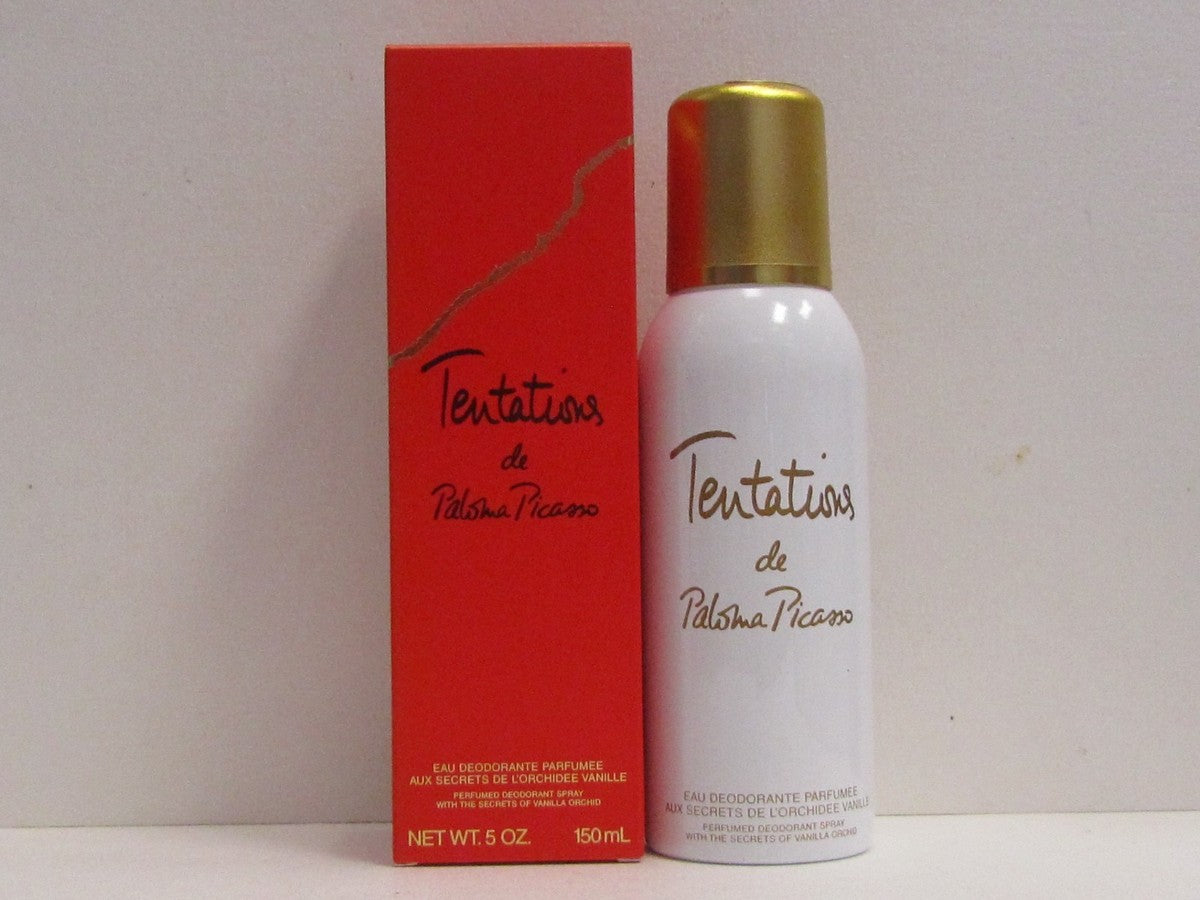 Tentations
de
Paloma Picasso
EAU DEODORANTE PARFUMEE
AUX SECRETS DE L'ORCHIDEE VANILLE
PERFUMED DEODORANT SPRAY
WITH THE SECRETS OF VANILLA ORCHID
NET WT. 5 OZ. 150 mL
Tentations
de
Paloma Picasso
EAU DEODORANTE PARFUMEE
AUX SECRETS DE L'ORCHIDEE VANILLE
PERFUMED DEODORANT SPRAY
WITH THE SECRETS OF VANILLA ORCHID